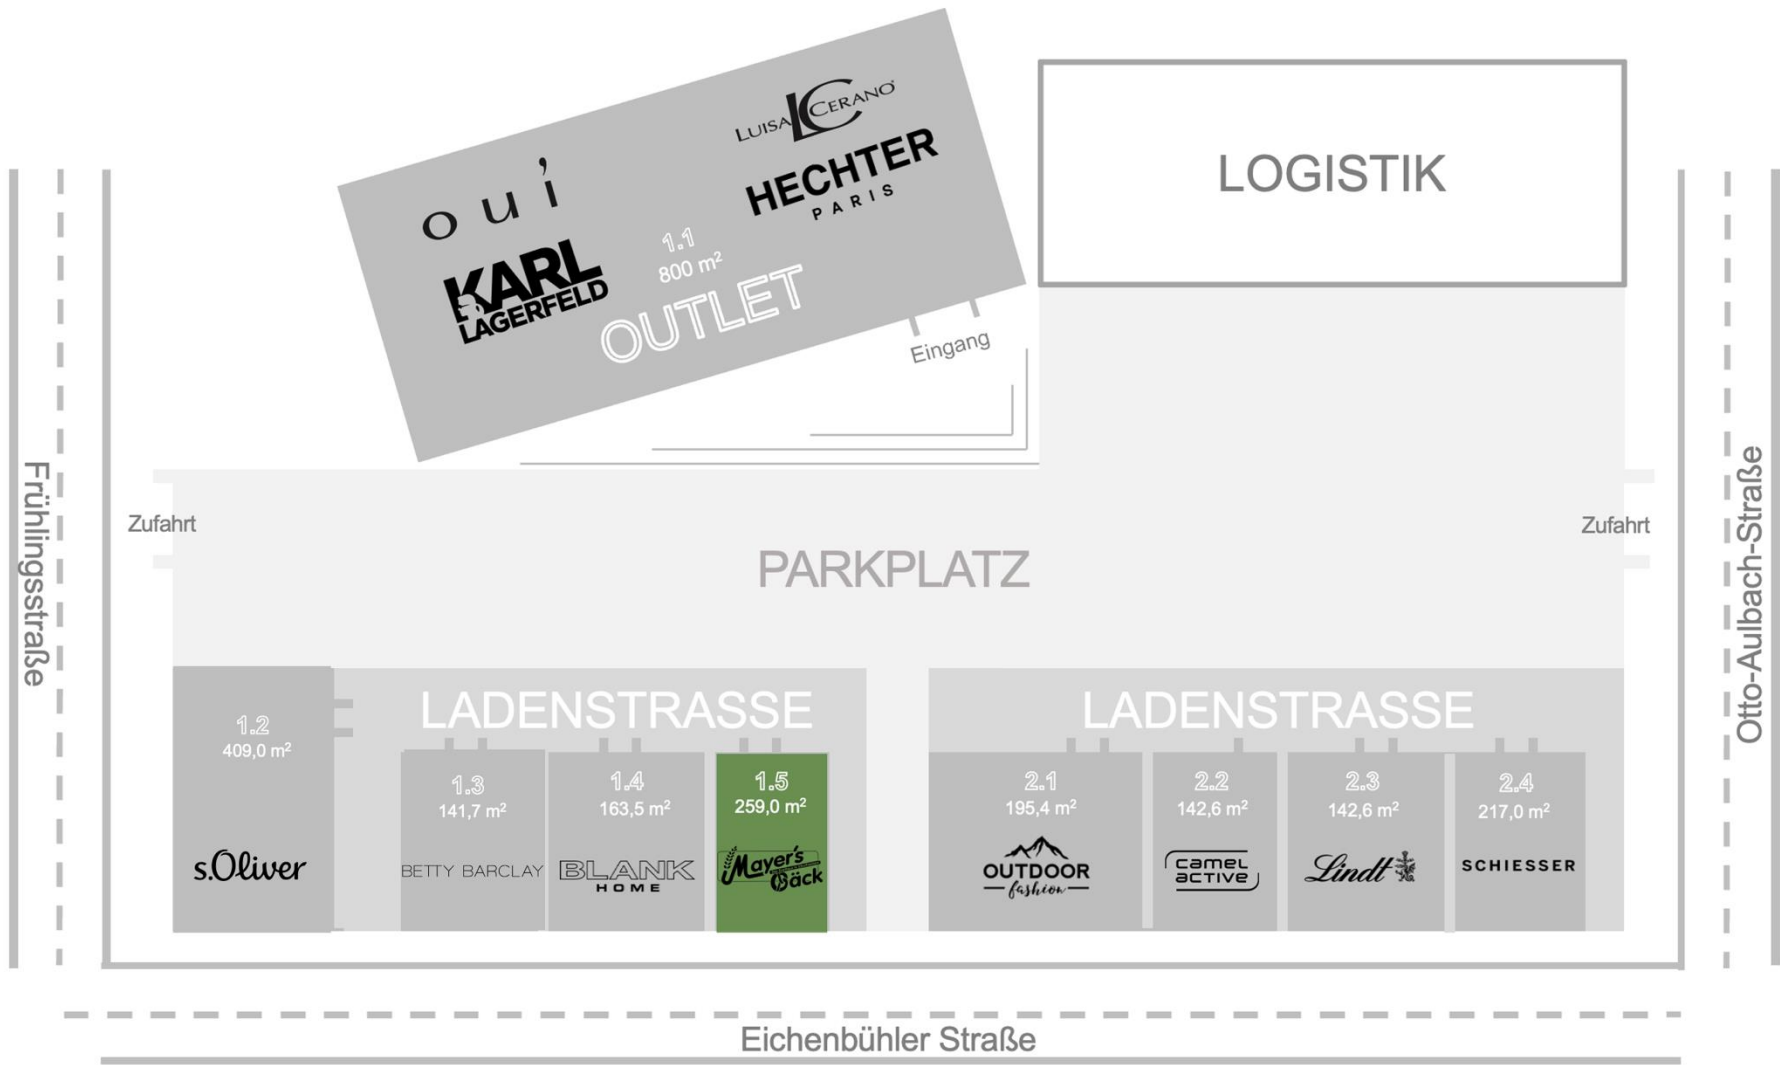 LUISA LC CERANO
HECHTER
PARIS
oui
KARL
LAGERFELD
1.1
800 m²
OUTLET
Eingang
LOGISTIK
Frühlingsstraße
Zufahrt
PARKPLATZ
Zufahrt
Otto-Aulbach-Straße
LADENSTRASSE
1.2
409,0 m²
s.Oliver
1.3
141,7 m²
BETTY BARCLAY
1.4
163,5 m²
BLANK
HOME
1.5
259,0 m²
Mayer's
Bäck
LADENSTRASSE
2.1
195,4 m²
OUTDOOR
fashion
2.2
142,6 m²
camel
active
2.3
142,6 m²
Lindt
2.4
217,0 m²
SCHIESSER
Eichenbühler Straße